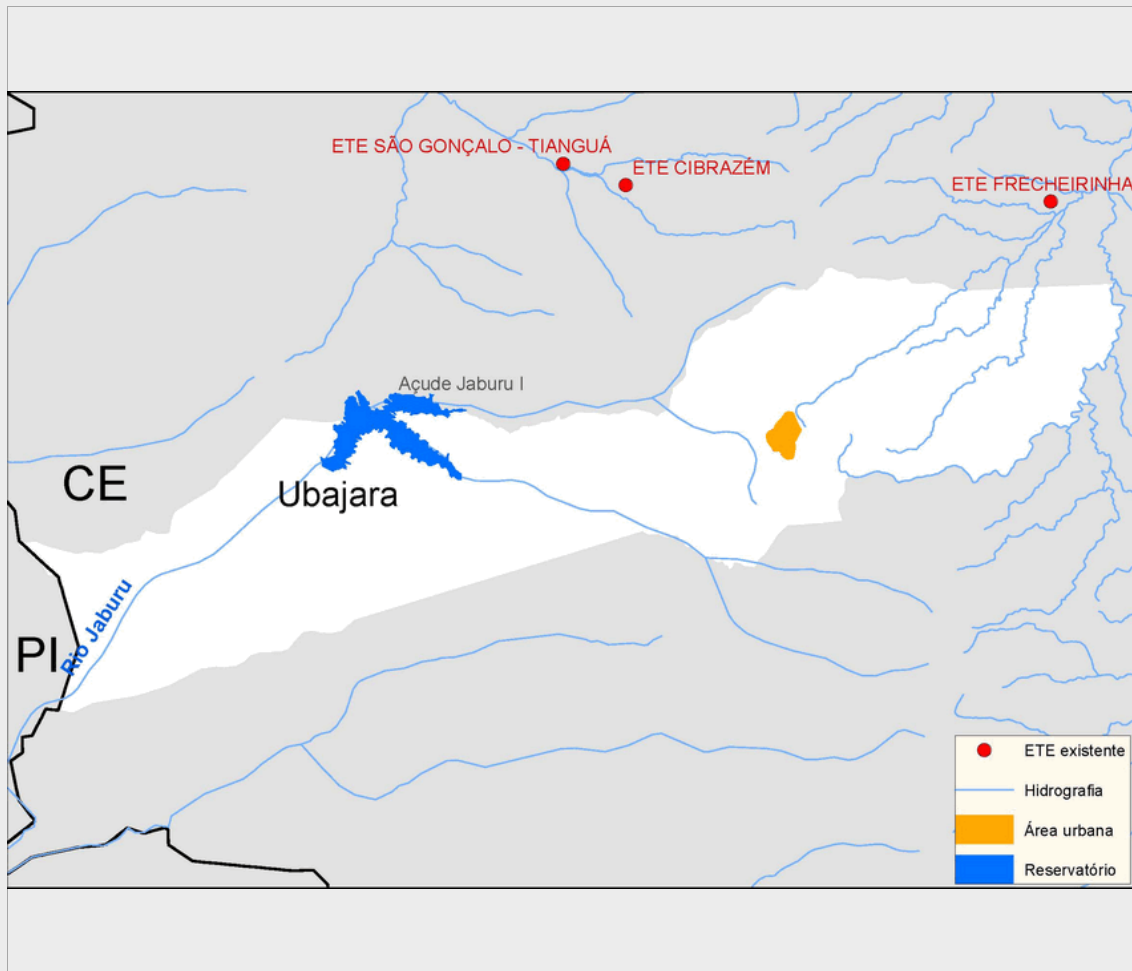 ETE SÃO GONÇALO - TIANGUÁ
ETE CIBRAZÉM
ETE FRECHEIRINHA
Açude Jaburu I
CE
Ubajara
Rio Jaburu
PI
ETE existente
Hidrografia
Área urbana
Reservatório